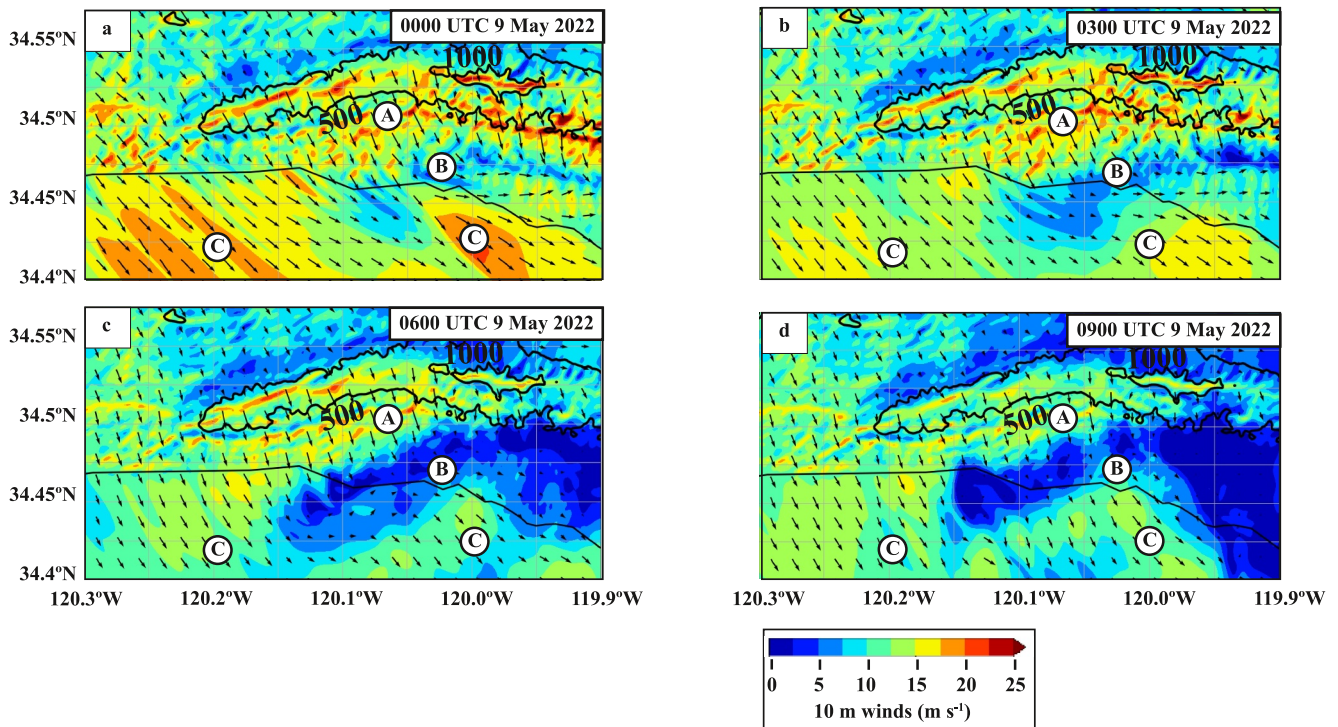 a
0000 UTC 9 May 2022
b
0300 UTC 9 May 2022
34.55ºN
34.5ºN
34.45ºN
34.4ºN
1000
500
A
B
C
C
1000
500
A
B
C
C
c
0600 UTC 9 May 2022
d
0900 UTC 9 May 2022
34.55ºN
34.5ºN
34.45ºN
34.4ºN
1000
500
A
B
C
C
1000
500
A
B
C
C
120.3ºW 120.2ºW 120.1ºW 120.0ºW 119.9ºW
120.3ºW 120.2ºW 120.1ºW 120.0ºW 119.9ºW
0 5 10 15 20 25
10 m winds (m s⁻¹)